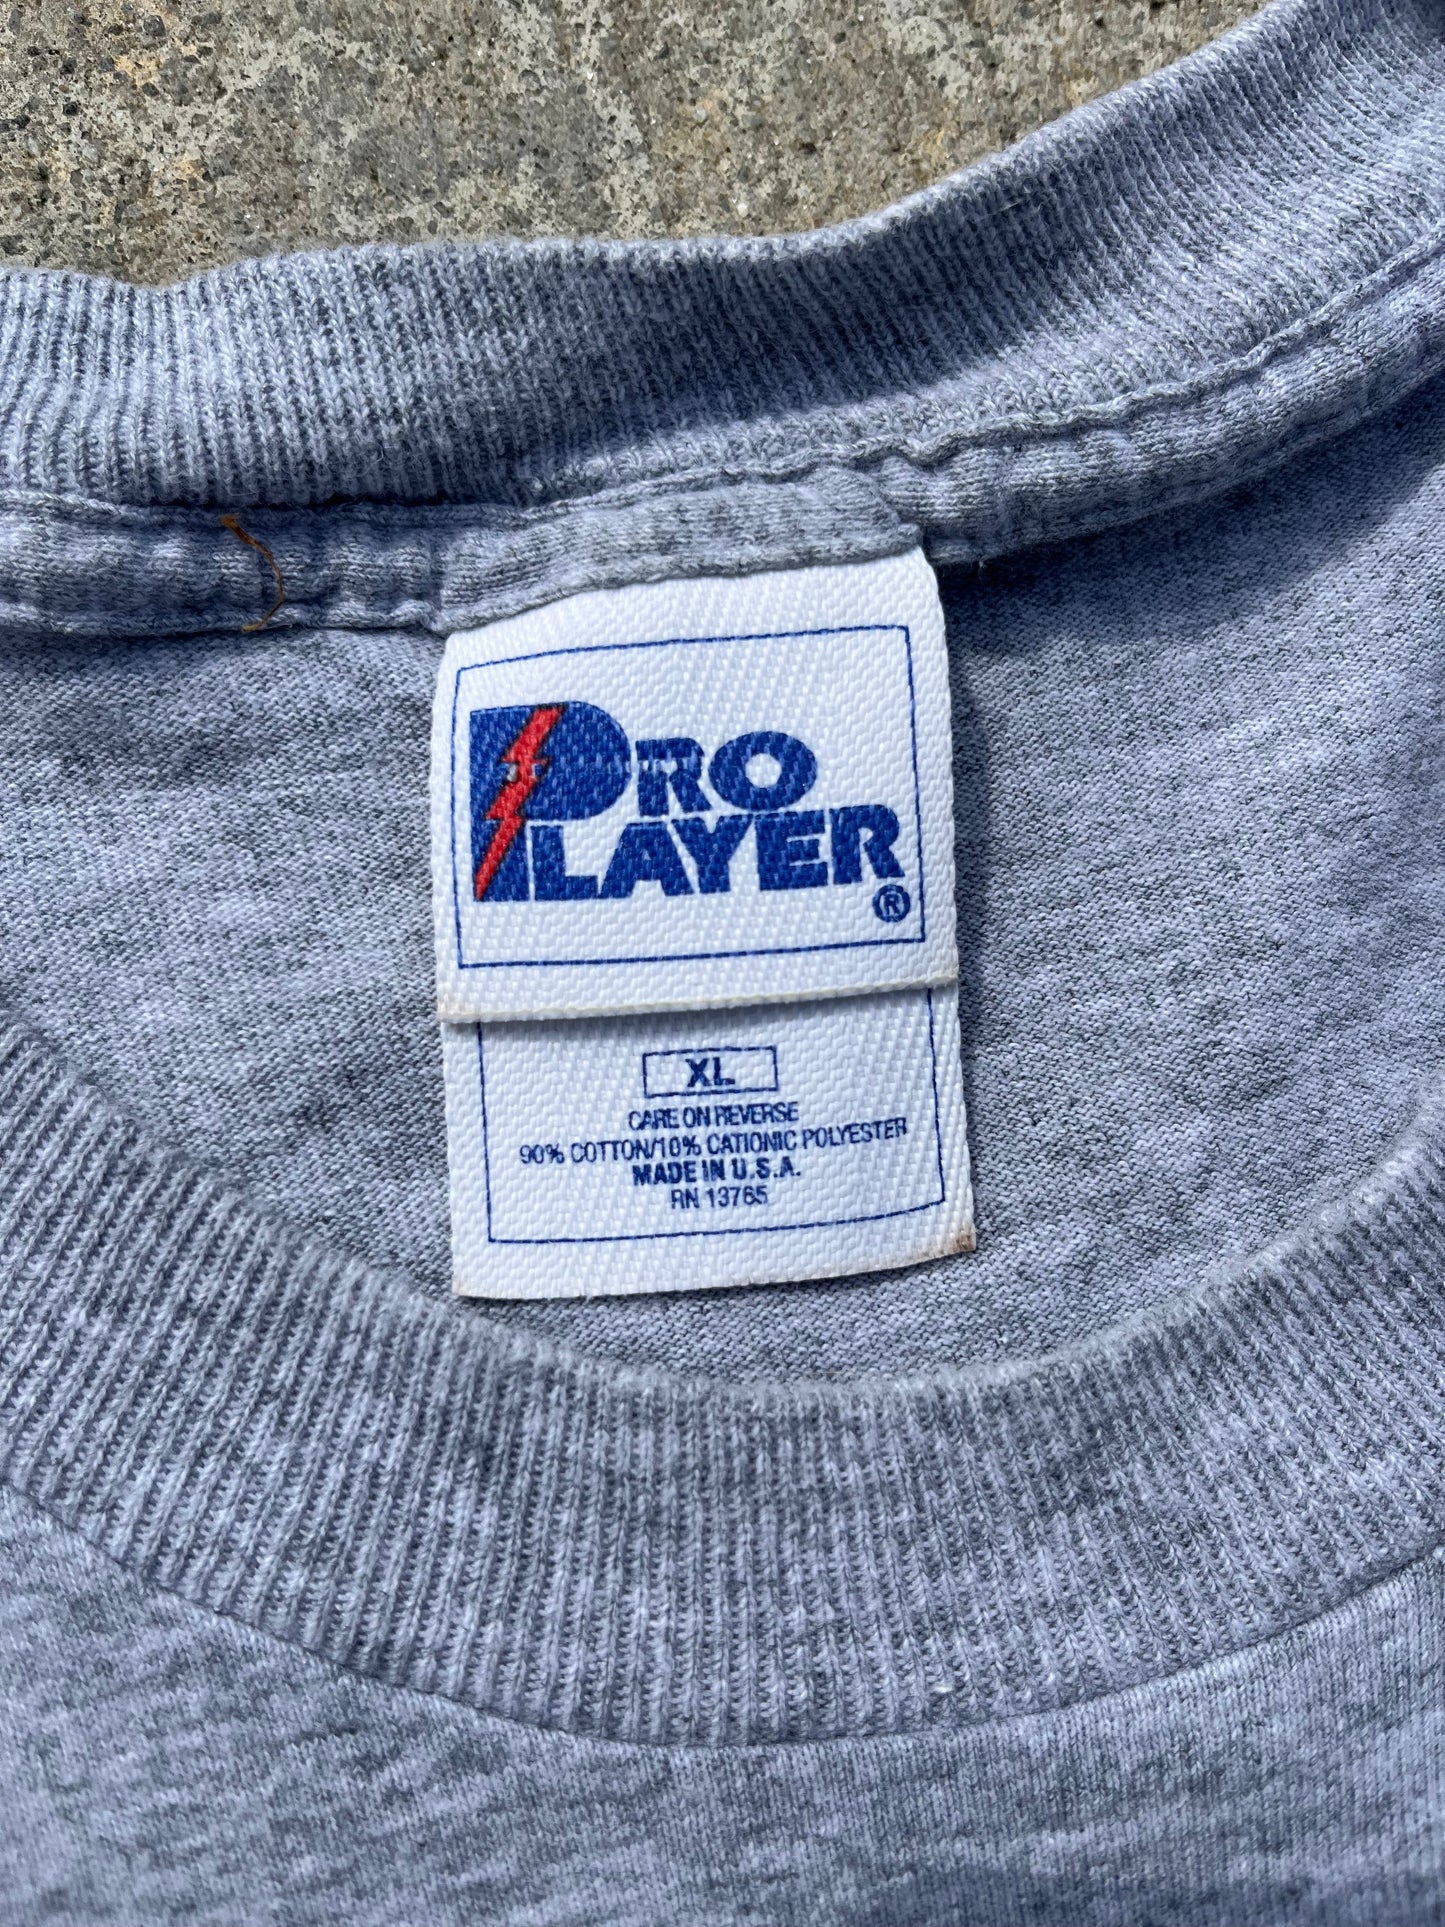 PRO
PLAYER
®
XL
CARE ON REVERSE
90% COTTON/10% CATIONIC POLYESTER
MADE IN U.S.A.
RN 13765